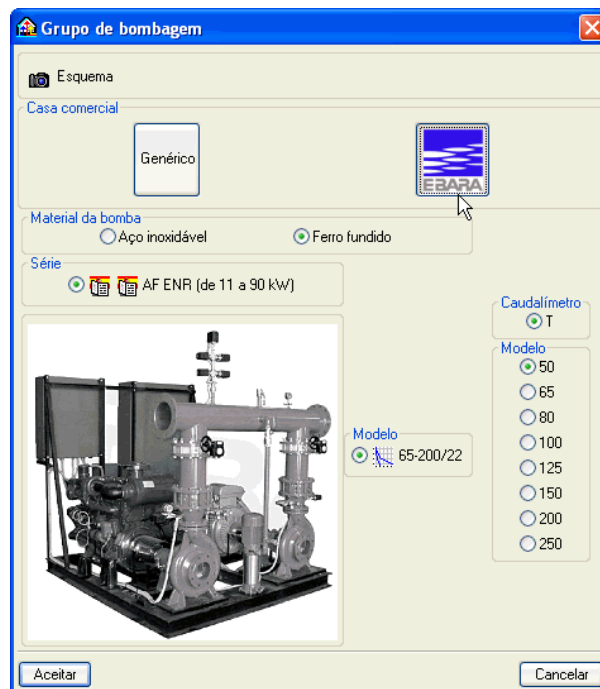 Grupo de bombagem
Esquema
Casa comercial
Genérico
EBARA
Material da bomba
Aço inoxidável
Ferro fundido
Série
AF ENR (de 11 a 90 kW)
Caudalímetro
T
Modelo
50
65
80
100
125
150
200
250
Modelo
65-200/22
Aceitar
Cancelar